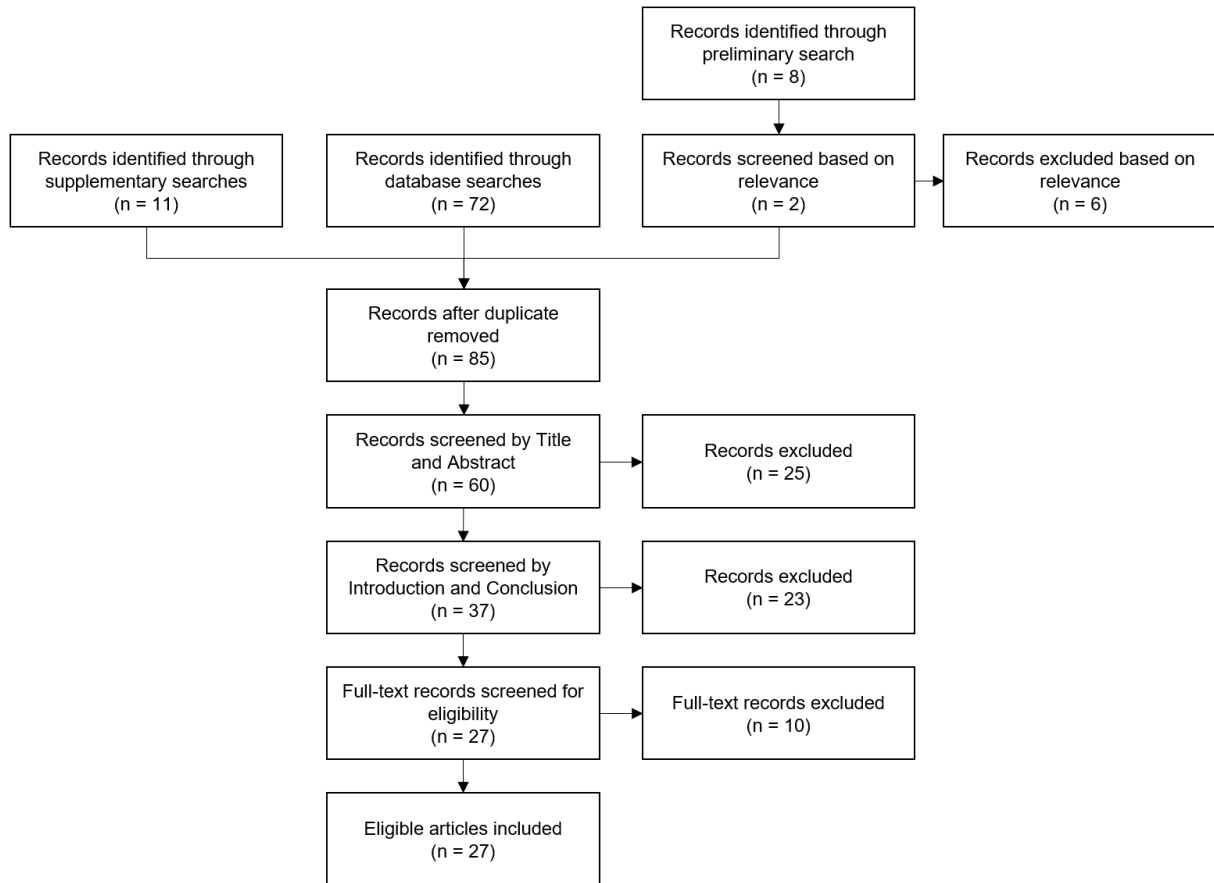 Records identified through
preliminary search
(n = 8)
Records identified through
supplementary searches
(n = 11)
Records identified through
database searches
(n = 72)
Records screened based on
relevance
(n = 2)
Records excluded based on
relevance
(n = 6)
Records after duplicate
removed
(n = 85)
Records screened by Title
and Abstract
(n = 60)
Records excluded
(n = 25)
Records screened by
Introduction and Conclusion
(n = 37)
Records excluded
(n = 23)
Full-text records screened for
eligibility
(n = 27)
Full-text records excluded
(n = 10)
Eligible articles included
(n = 27)